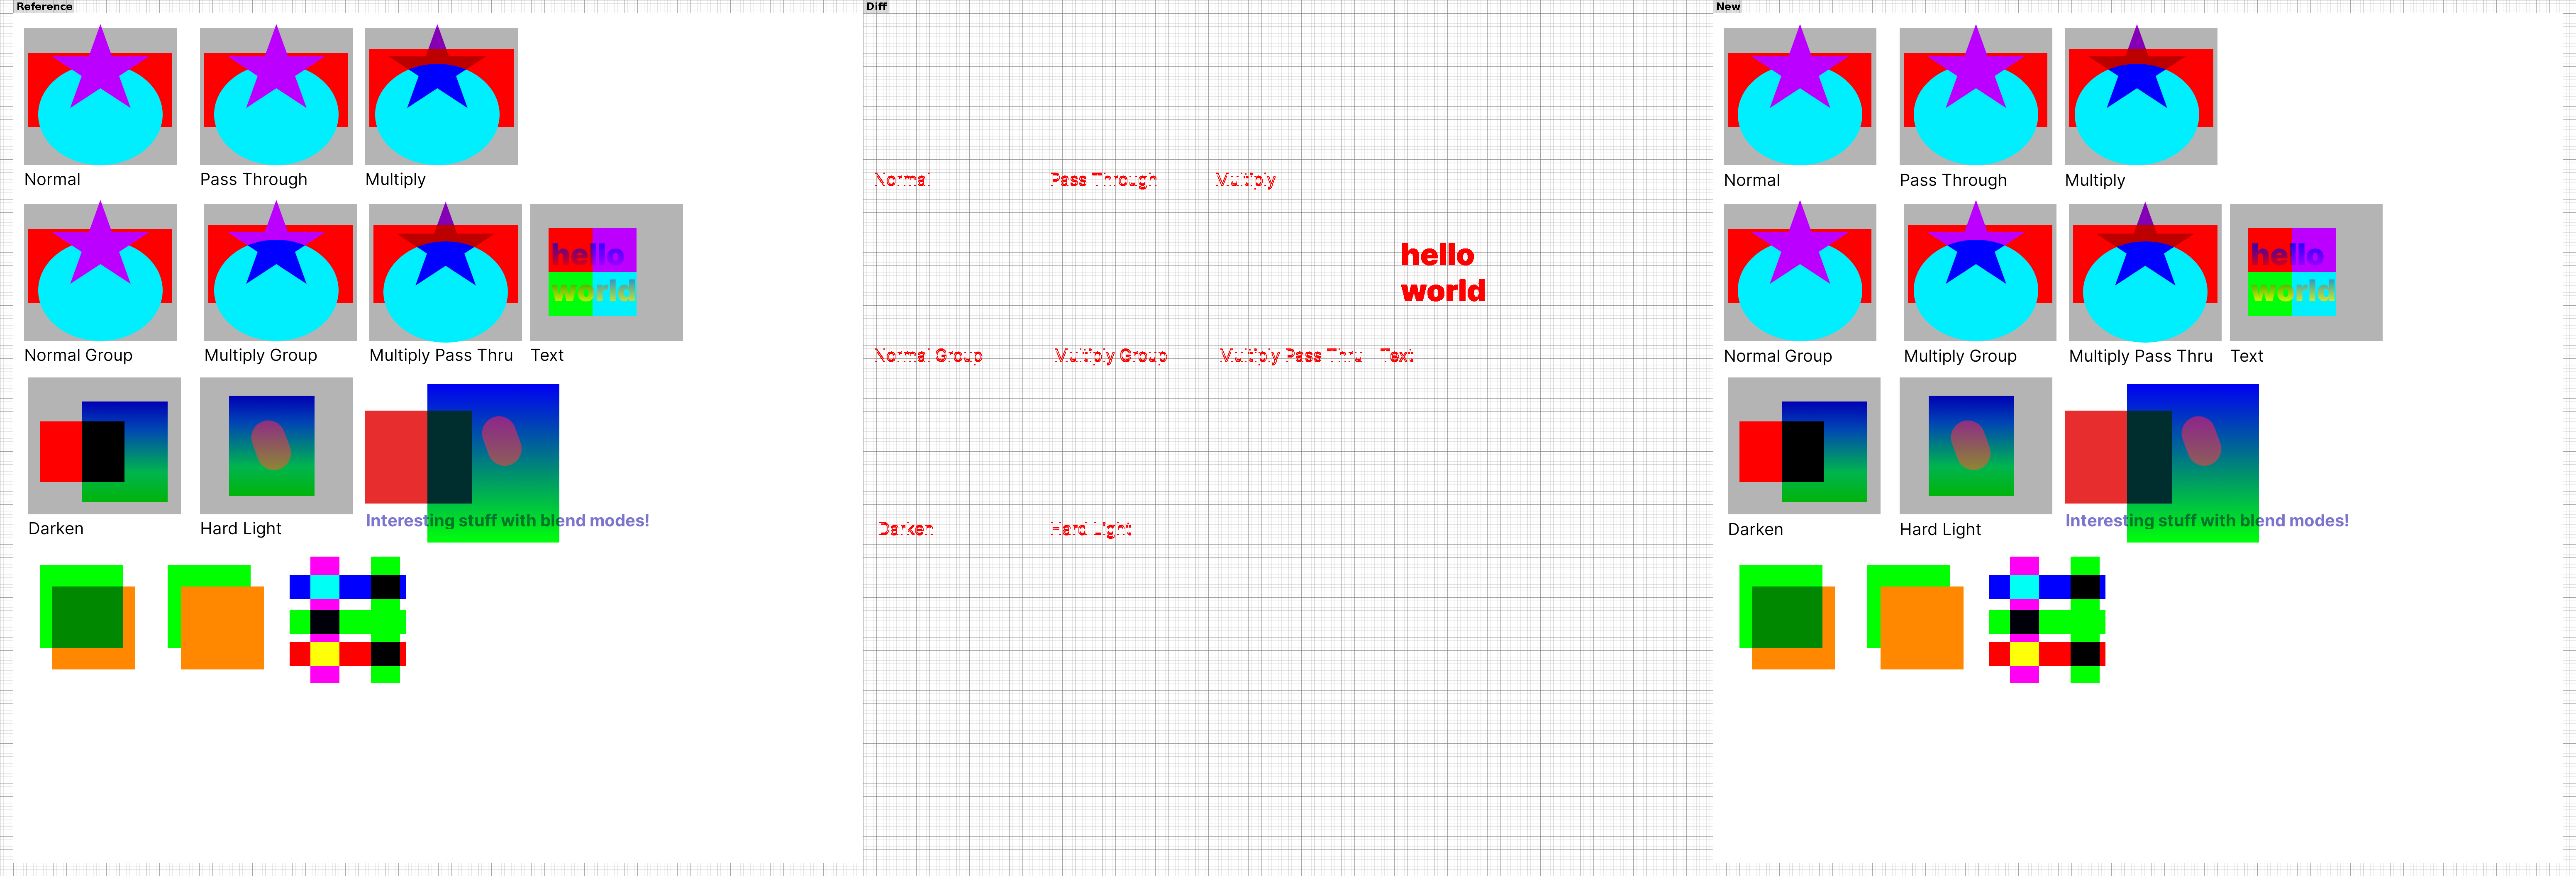 Reference
Diff
New
Normal
Pass Through
Multiply
hello
world
Normal Group
Multiply Group
Multiply Pass Thru
Text
Darken
Hard Light
Interesting stuff with blend modes!
Normal
Pass Through
Multiply
hello
world
Normal Group
Multiply Group
Multiply Pass Thru
Text
Darken
Hard Light
Normal
Pass Through
Multiply
hello
world
Normal Group
Multiply Group
Multiply Pass Thru
Text
Darken
Hard Light
Interesting stuff with blend modes!